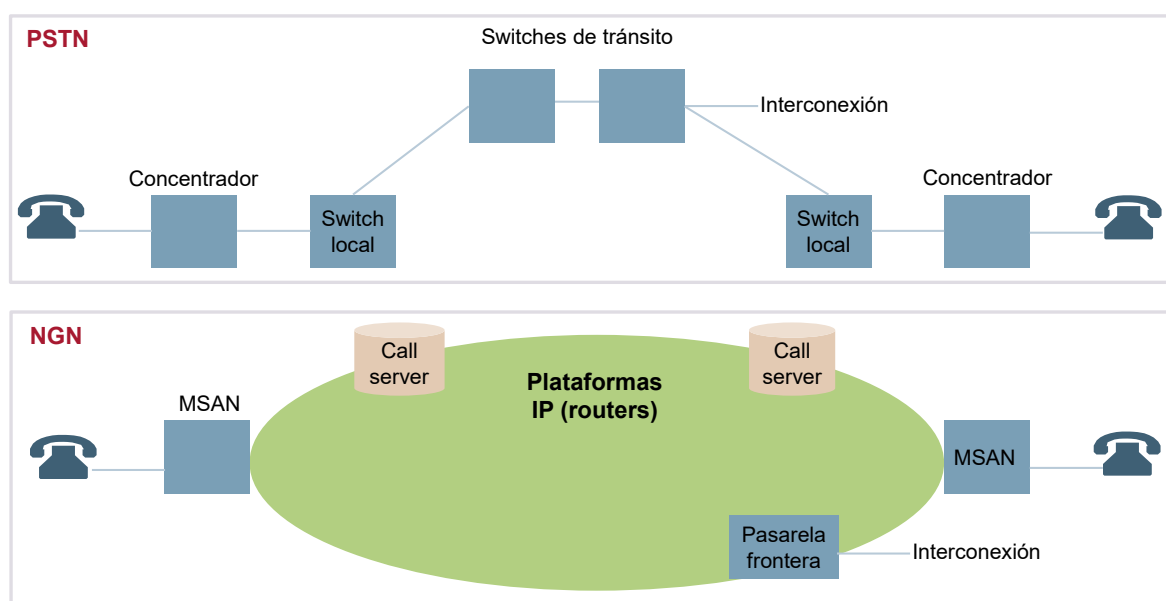 PSTN
Switches de tránsito
Interconexión
Concentrador
Concentrador
Switch
local
Switch
local
NGN
Call
server
Call
server
Plataformas
IP (routers)
MSAN
MSAN
Pasarela
frontera
Interconexión